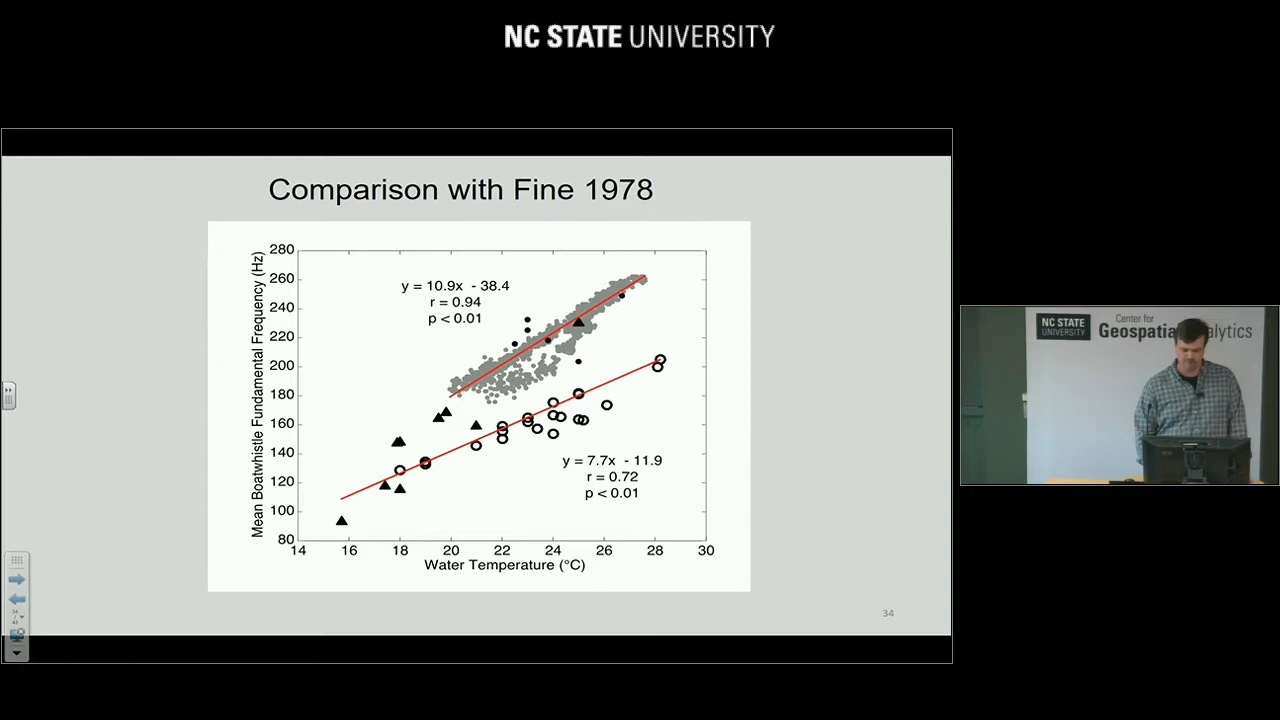 NC STATE UNIVERSITY
Comparison with Fine 1978
Mean Boatwhistle Fundamental Frequency (Hz)
280
260
240
220
200
180
160
140
120
100
80
y = 10.9x - 38.4
r = 0.94
p < 0.01
y = 7.7x - 11.9
r = 0.72
p < 0.01
14 16 18 20 22 24 26 28 30
Water Temperature (°C)
34
34
43
NC STATE
UNIVERSITY
Center for
Geospatial Analytics